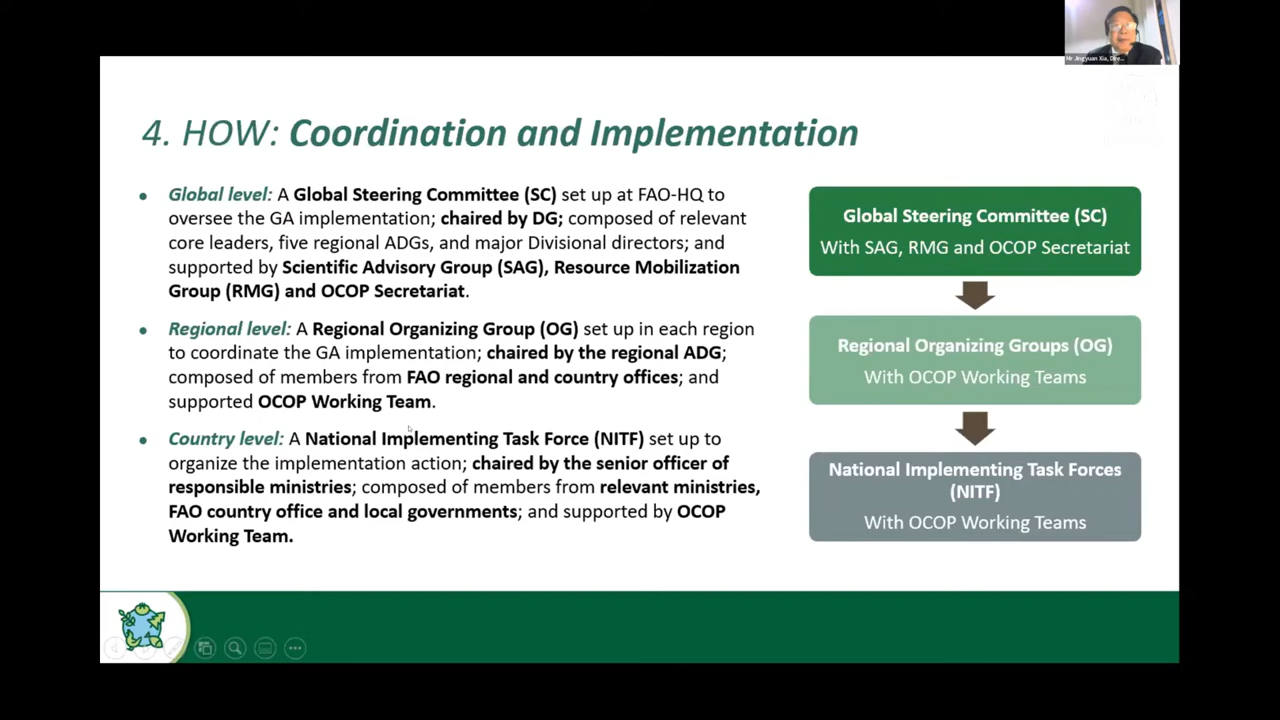 Mr Jingyuan Xia, Dire...
4. HOW: Coordination and Implementation
• Global level: A Global Steering Committee (SC) set up at FAO-HQ to
oversee the GA implementation; chaired by DG; composed of relevant
core leaders, five regional ADGs, and major Divisional directors; and
supported by Scientific Advisory Group (SAG), Resource Mobilization
Group (RMG) and OCOP Secretariat.
• Regional level: A Regional Organizing Group (OG) set up in each region
to coordinate the GA implementation; chaired by the regional ADG;
composed of members from FAO regional and country offices; and
supported OCOP Working Team.
• Country level: A National Implementing Task Force (NITF) set up to
organize the implementation action; chaired by the senior officer of
responsible ministries; composed of members from relevant ministries,
FAO country office and local governments; and supported by OCOP
Working Team.
Global Steering Committee (SC)
With SAG, RMG and OCOP Secretariat
Regional Organizing Groups (OG)
With OCOP Working Teams
National Implementing Task Forces
(NITF)
With OCOP Working Teams